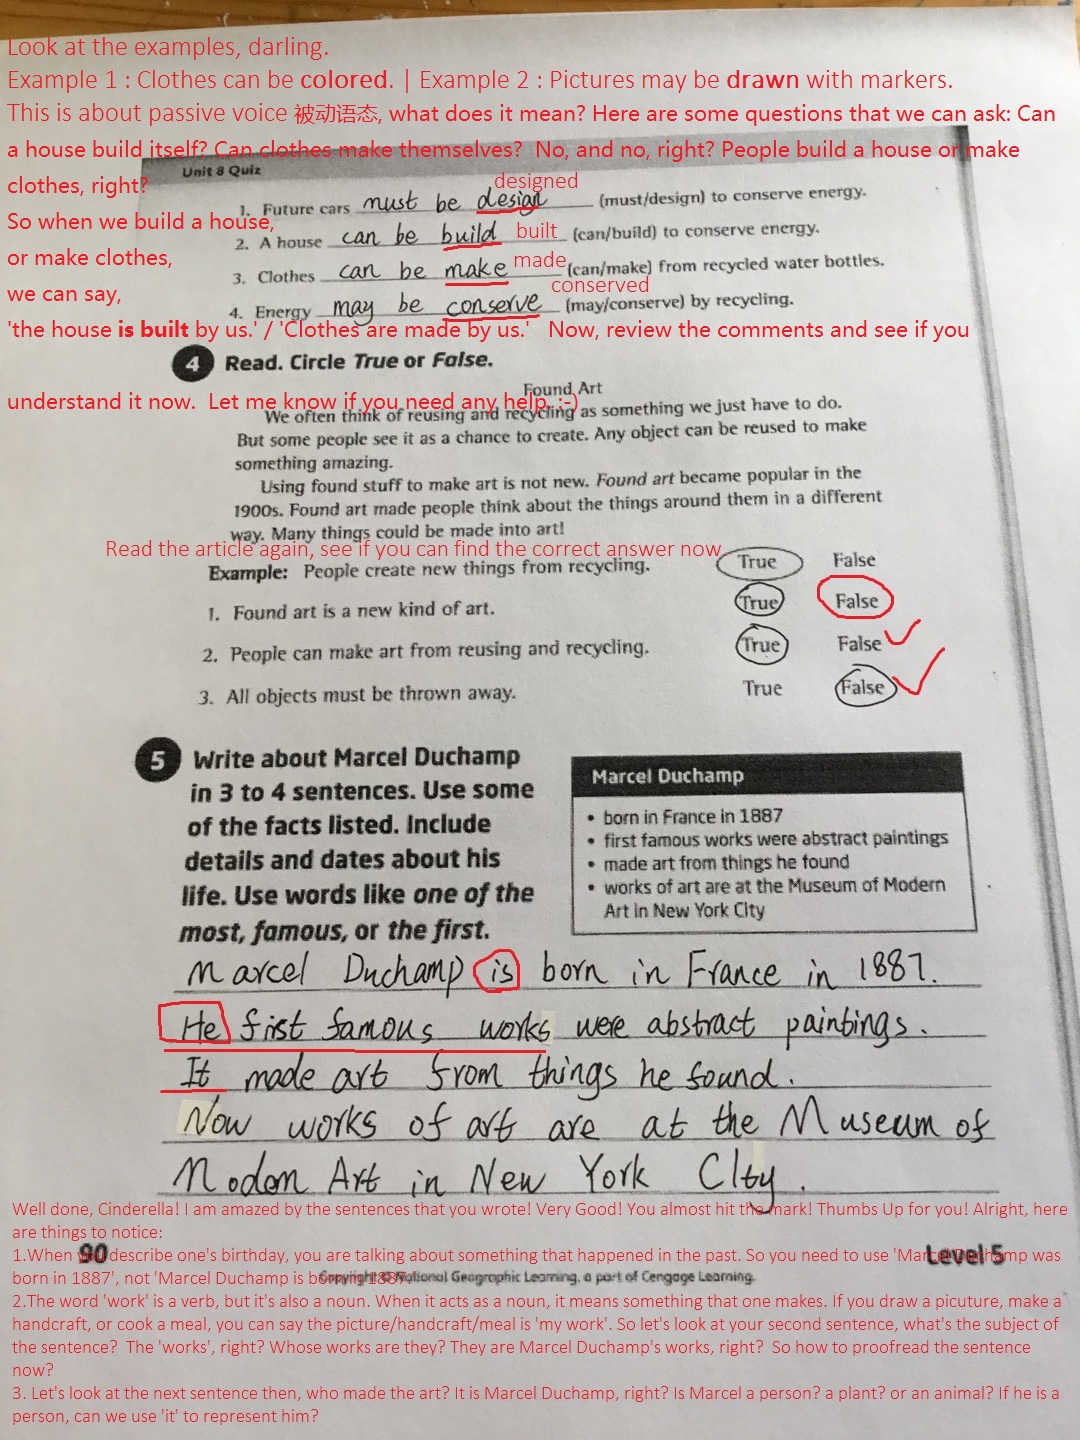 Look at the examples, darling.
Example 1 : Clothes can be colored. | Example 2 : Pictures may be drawn with markers.
This is about passive voice 被动语态, what does it mean? Here are some questions that we can ask: Can
a house build itself? Can clothes make themselves? No, and no, right? People build a house or make
clothes, right?
So when we build a house,
or make clothes,
we can say,
'the house is built by us.' / 'Clothes are made by us.' Now, review the comments and see if you
understand it now. Let me know if you need any help. :-)
Unit 8 Quiz
designed
1. Future cars must be design (must/design) to conserve energy.
2. A house can be build built (can/build) to conserve energy.
3. Clothes can be make made (can/make) from recycled water bottles.
conserved
4. Energy may be conserve (may/conserve) by recycling.
4 Read. Circle True or False.
Found Art
We often think of reusing and recycling as something we just have to do.
But some people see it as a chance to create. Any object can be reused to make
something amazing.
Using found stuff to make art is not new. Found art became popular in the
1900s. Found art made people think about the things around them in a different
way. Many things could be made into art!
Read the article again, see if you can find the correct answer now.
Example: People create new things from recycling. True False
1. Found art is a new kind of art. True False
2. People can make art from reusing and recycling. True False
3. All objects must be thrown away. True False
5 Write about Marcel Duchamp
in 3 to 4 sentences. Use some
of the facts listed. Include
details and dates about his
life. Use words like one of the
most, famous, or the first.
Marcel Duchamp
• born in France in 1887
• first famous works were abstract paintings
• made art from things he found
• works of art are at the Museum of Modern
Art in New York City
Marcel Duchamp is born in France in 1887.
He fist famous works were abstract paintings.
It made art from things he found.
Now works of art are at the Museum of
Modon Art in New York CIty.
Well done, Cinderella! I am amazed by the sentences that you wrote! Very Good! You almost hit the mark! Thumbs Up for you! Alright, here
are things to notice:
1.When you describe one's birthday, you are talking about something that happened in the past. So you need to use 'Marcel Duchamp was
born in 1887', not 'Marcel Duchamp is born in 1887'.
2.The word 'work' is a verb, but it's also a noun. When it acts as a noun, it means something that one makes. If you draw a picuture, make a
handcraft, or cook a meal, you can say the picture/handcraft/meal is 'my work'. So let's look at your second sentence, what's the subject of
the sentence? The 'works', right? Whose works are they? They are Marcel Duchamp's works, right? So how to proofread the sentence
now?
3. Let's look at the next sentence then, who made the art? It is Marcel Duchamp, right? Is Marcel a person? a plant? or an animal? If he is a
person, can we use 'it' to represent him?
90
Level 5
Copyright © National Geographic Learning, a part of Cengage Learning.